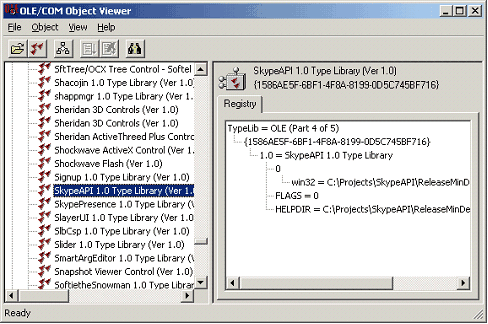 OLE/COM Object Viewer
File Object View Help
SftTree/OCX Tree Control - Softel
Shacojin 1.0 Type Library (Ver 1.0)
shappmgr 1.0 Type Library (Ver 1.0)
Sheridan 3D Controls (Ver 1.0)
Sheridan 3D Controls (Ver 1.0)
Sheridan ActiveThread Plus Contro
Shockwave ActiveX Control (Ver 1.
Shockwave Flash (Ver 1.0)
Signup 1.0 Type Library (Ver 1.0)
SkypeAPI 1.0 Type Library (Ver 1.
SkypePresence 1.0 Type Library (V
SlayerUI 1.0 Type Library (Ver 1.0)
SlbCsp 1.0 Type Library (Ver 1.0)
Slider 1.0 Type Library (Ver 1.0)
SmartArgEditor 1.0 Type Library (V
Snapshot Viewer Control (Ver 1.0)
SoftietheSnowman 1.0 Type Library
SkypeAPI 1.0 Type Library (Ver 1.0)
{1586AE5F-6BF1-4F8A-8199-0D5C745BF716}
Registry
TypeLib = OLE (Part 4 of 5)
{1586AE5F-6BF1-4F8A-8199-0D5C745BF716}
1.0 = SkypeAPI 1.0 Type Library
0
win32 = C:\Projects\SkypeAPI\ReleaseMinDe
FLAGS = 0
HELPDIR = C:\Projects\SkypeAPI\ReleaseMinDe
Ready